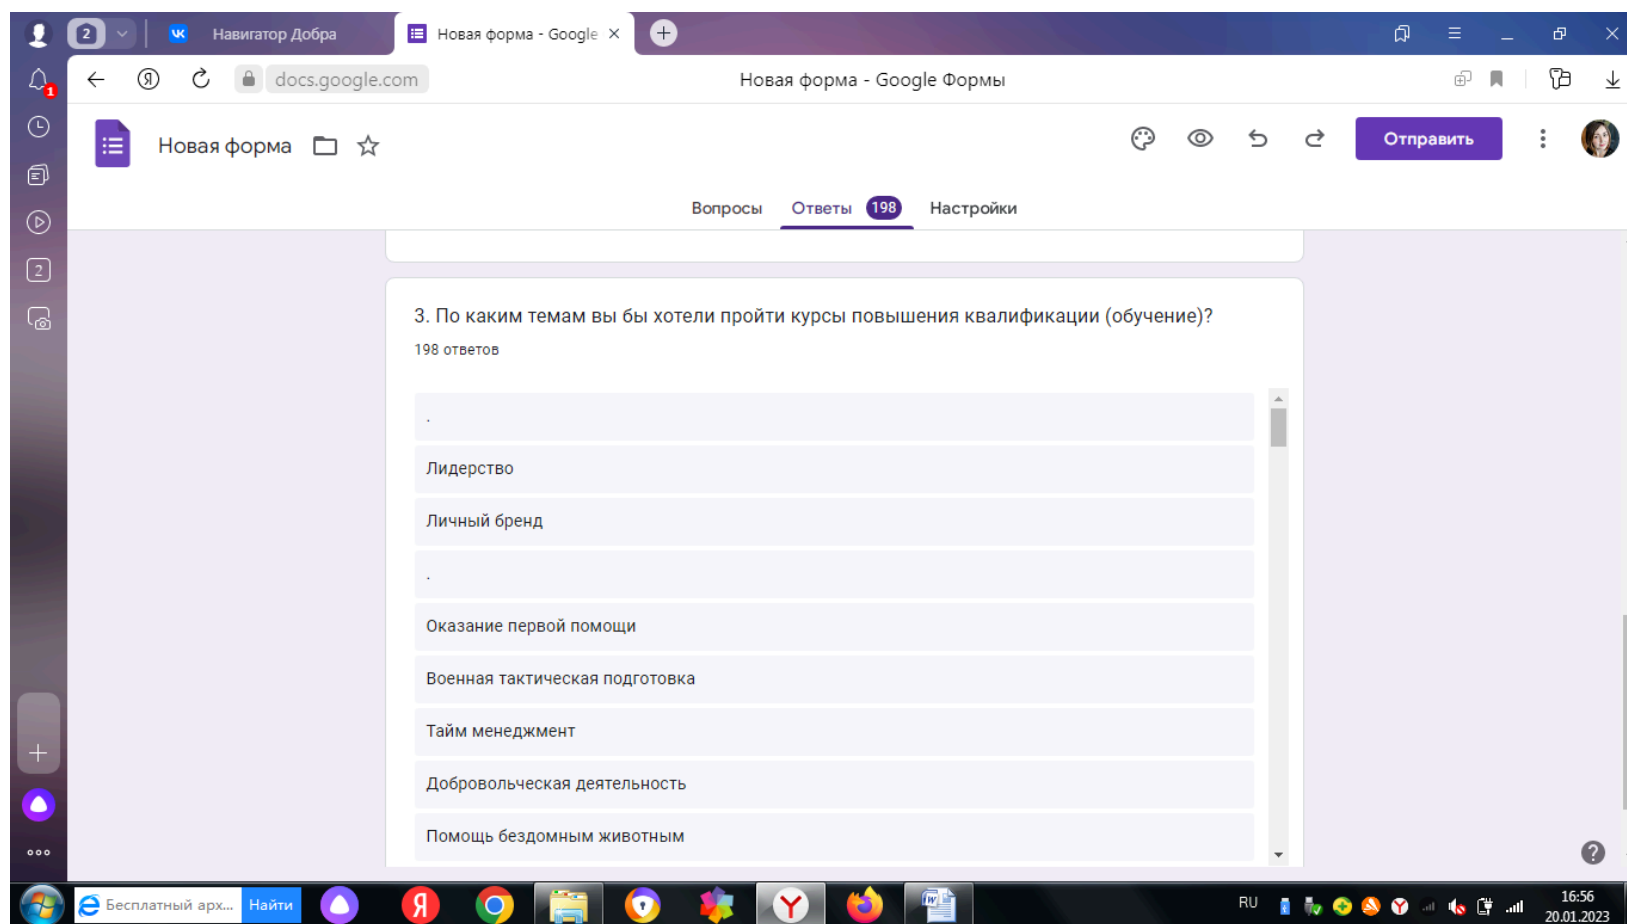 2
Навигатор Добра
Новая форма - Google
docs.google.com
Новая форма - Google Формы
1
Новая форма
Отправить
Вопросы
Ответы 198
Настройки
2
3. По каким темам вы бы хотели пройти курсы повышения квалификации (обучение)?
198 ответов
.
Лидерство
Личный бренд
.
Оказание первой помощи
Военная тактическая подготовка
Тайм менеджмент
Добровольческая деятельность
Помощь бездомным животным
Бесплатный арх...
Найти
RU
16:56
20.01.2023